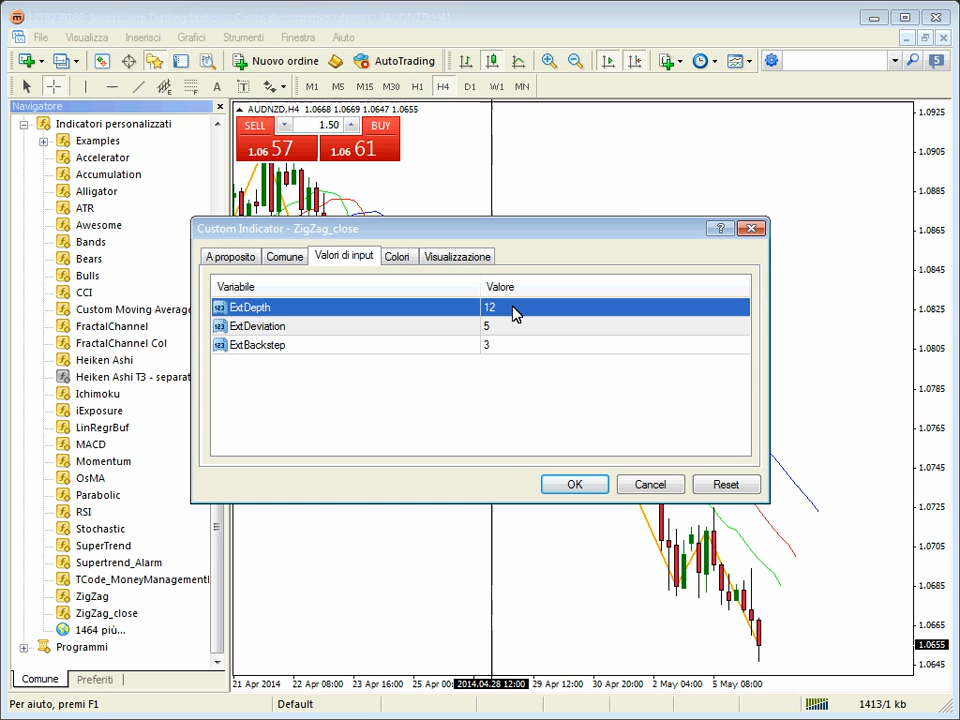 File Visualizza Inserisci Grafici Strumenti Finestra Aiuto
Nuovo ordine AutoTrading 5
A T M1 M5 M15 M30 H1 H4 D1 W1 MN
Navigatore
Indicatori personalizzati
Examples
Accelerator
Accumulation
Alligator
ATR
Awesome
Bands
Bears
Bulls
CCI
Custom Moving Average
FractalChannel
FractalChannel Col
Heiken Ashi
Heiken Ashi T3 - separat
Ichimoku
iExposure
LinRegrBuf
MACD
Momentum
OsMA
Parabolic
RSI
Stochastic
SuperTrend
Supertrend_Alarm
TCode_MoneyManagement
ZigZag
ZigZag_close
1464 più...
Programmi
Comune Preferiti
AUDNZD,H4 1.0668 1.0669 1.0647 1.0655
SELL 1.50 BUY
1.06 57 1.06 61
Custom Indicator - ZigZag_close
A proposito Comune Valori di input Colori Visualizzazione
Variabile Valore
ExtDepth 12
ExtDeviation 5
ExtBackstep 3
OK Cancel Reset
1.0925
1.0905
1.0885
1.0865
1.0845
1.0825
1.0805
1.0785
1.0765
1.0745
1.0725
1.0705
1.0685
1.0665
1.0655
1.0645
21 Apr 2014 22 Apr 08:00 23 Apr 16:00 25 Apr 00: 2014.04.28 12:00 29 Apr 12:00 30 Apr 20:00 2 May 04:00 5 May 08:00
Per aiuto, premi F1 Default 1413/1 kb